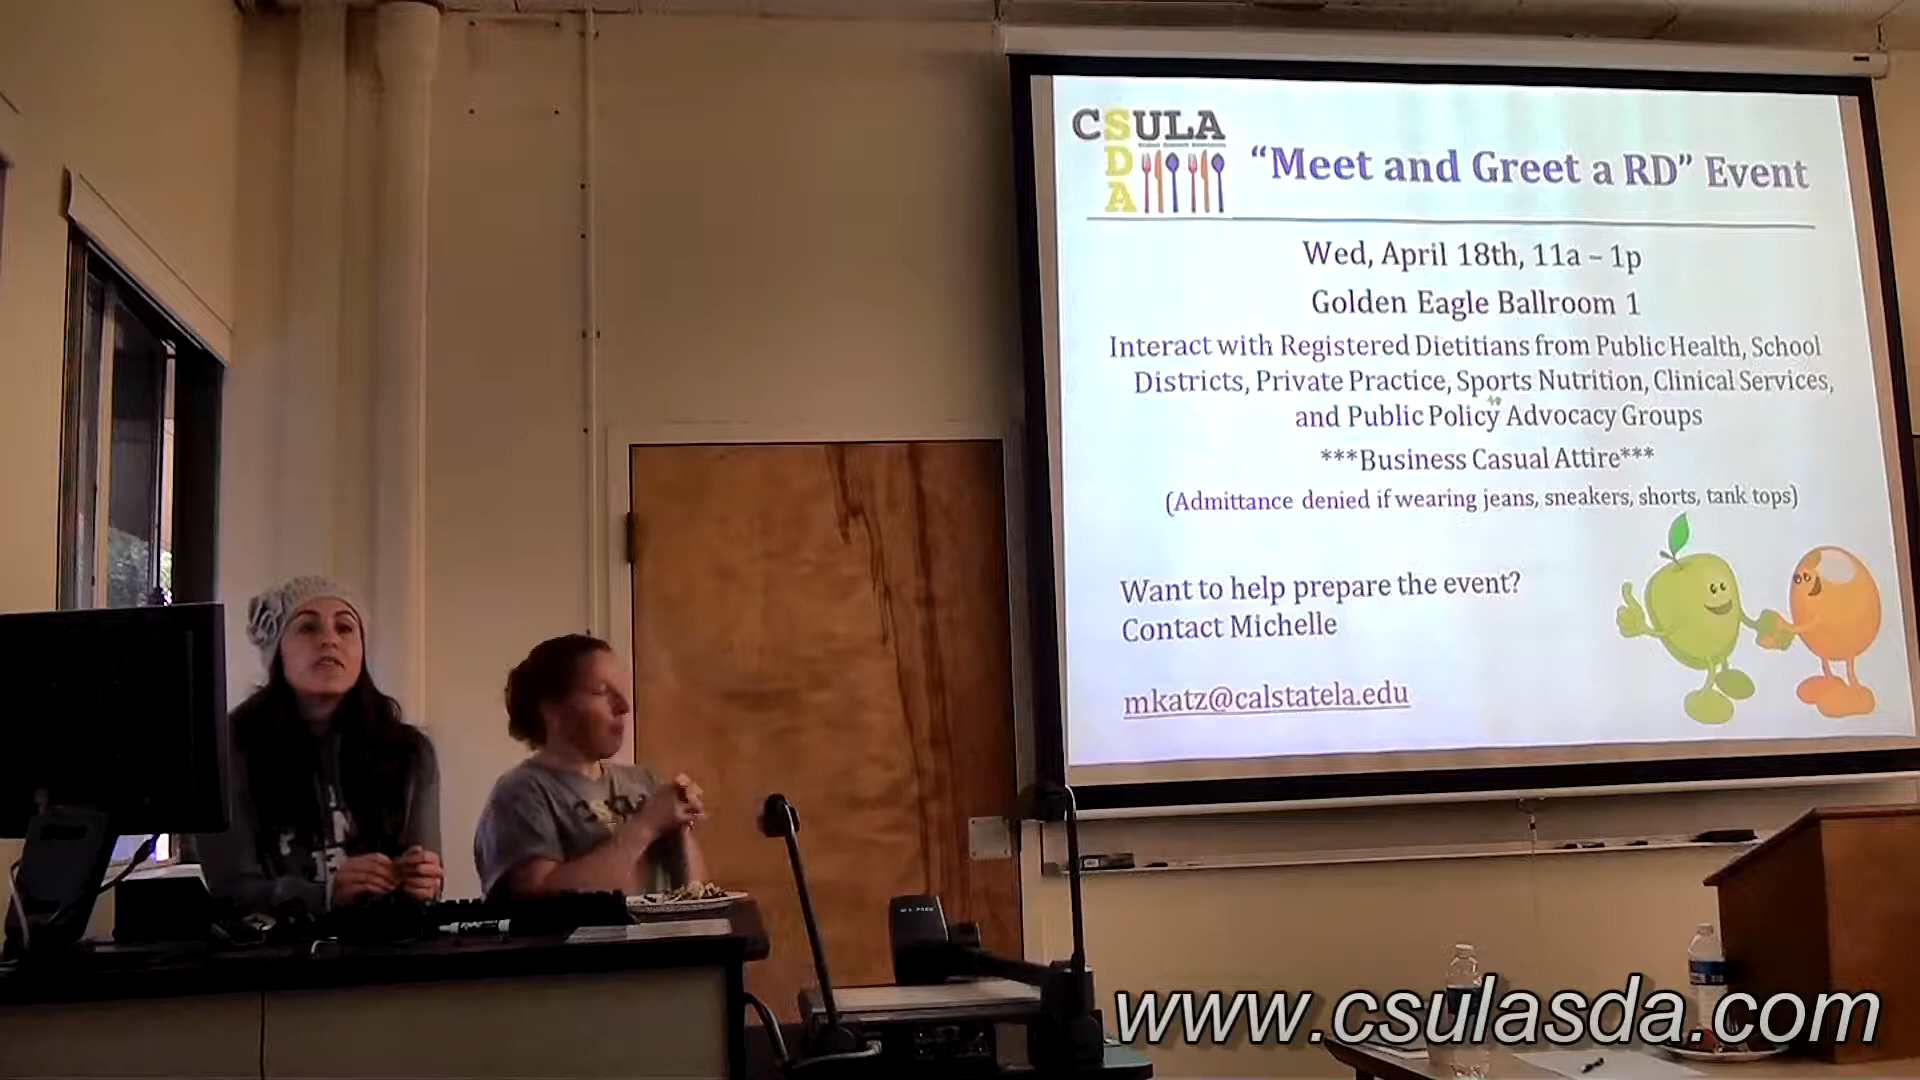 CSULA
SDA
“Meet and Greet a RD” Event
Wed, April 18th, 11a – 1p
Golden Eagle Ballroom 1
Interact with Registered Dietitians from Public Health, School
Districts, Private Practice, Sports Nutrition, Clinical Services,
and Public Policy Advocacy Groups
***Business Casual Attire***
(Admittance denied if wearing jeans, sneakers, shorts, tank tops)
Want to help prepare the event?
Contact Michelle
mkatz@calstatela.edu
www.csulasda.com